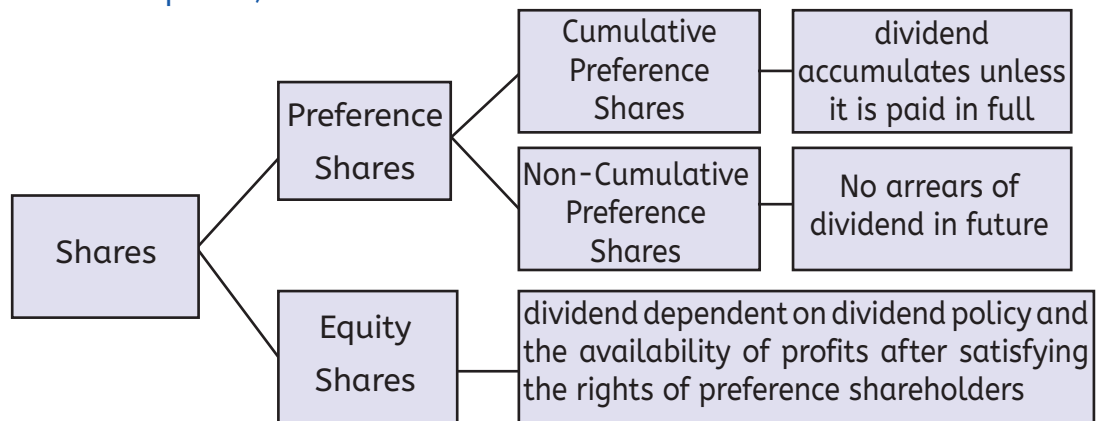 Cumulative
Preference
Shares
dividend
accumulates unless
it is paid in full
Preference
Shares
Non-Cumulative
Preference
Shares
No arrears of
dividend in future
Shares
Equity
Shares
dividend dependent on dividend policy and
the availability of profits after satisfying
the rights of preference shareholders